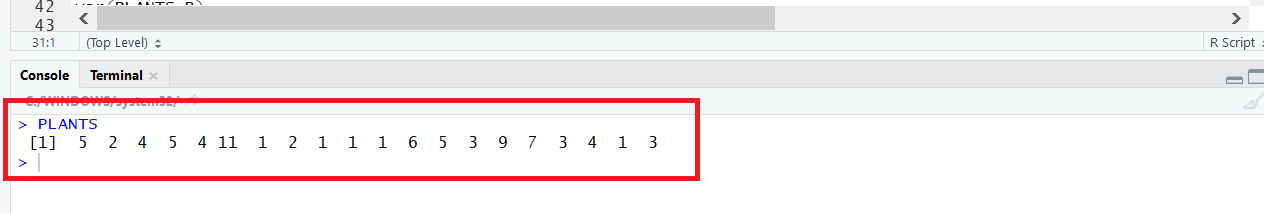 42
43
31:1 (Top Level) R Script
Console Terminal
> PLANTS
[1] 5 2 4 5 4 11 1 2 1 1 1 6 5 3 9 7 3 4 1 3
>